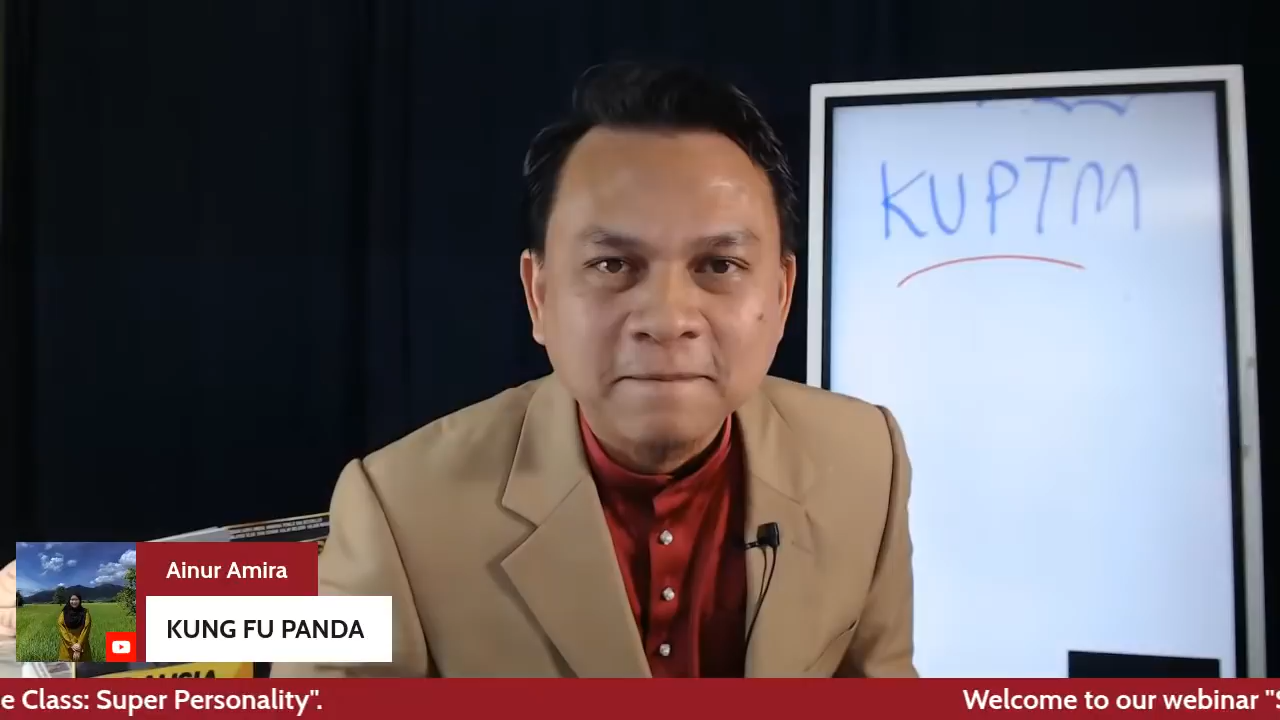 KUPTM
Ainur Amira
KUNG FU PANDA
e Class: Super Personality". Welcome to our webinar "S